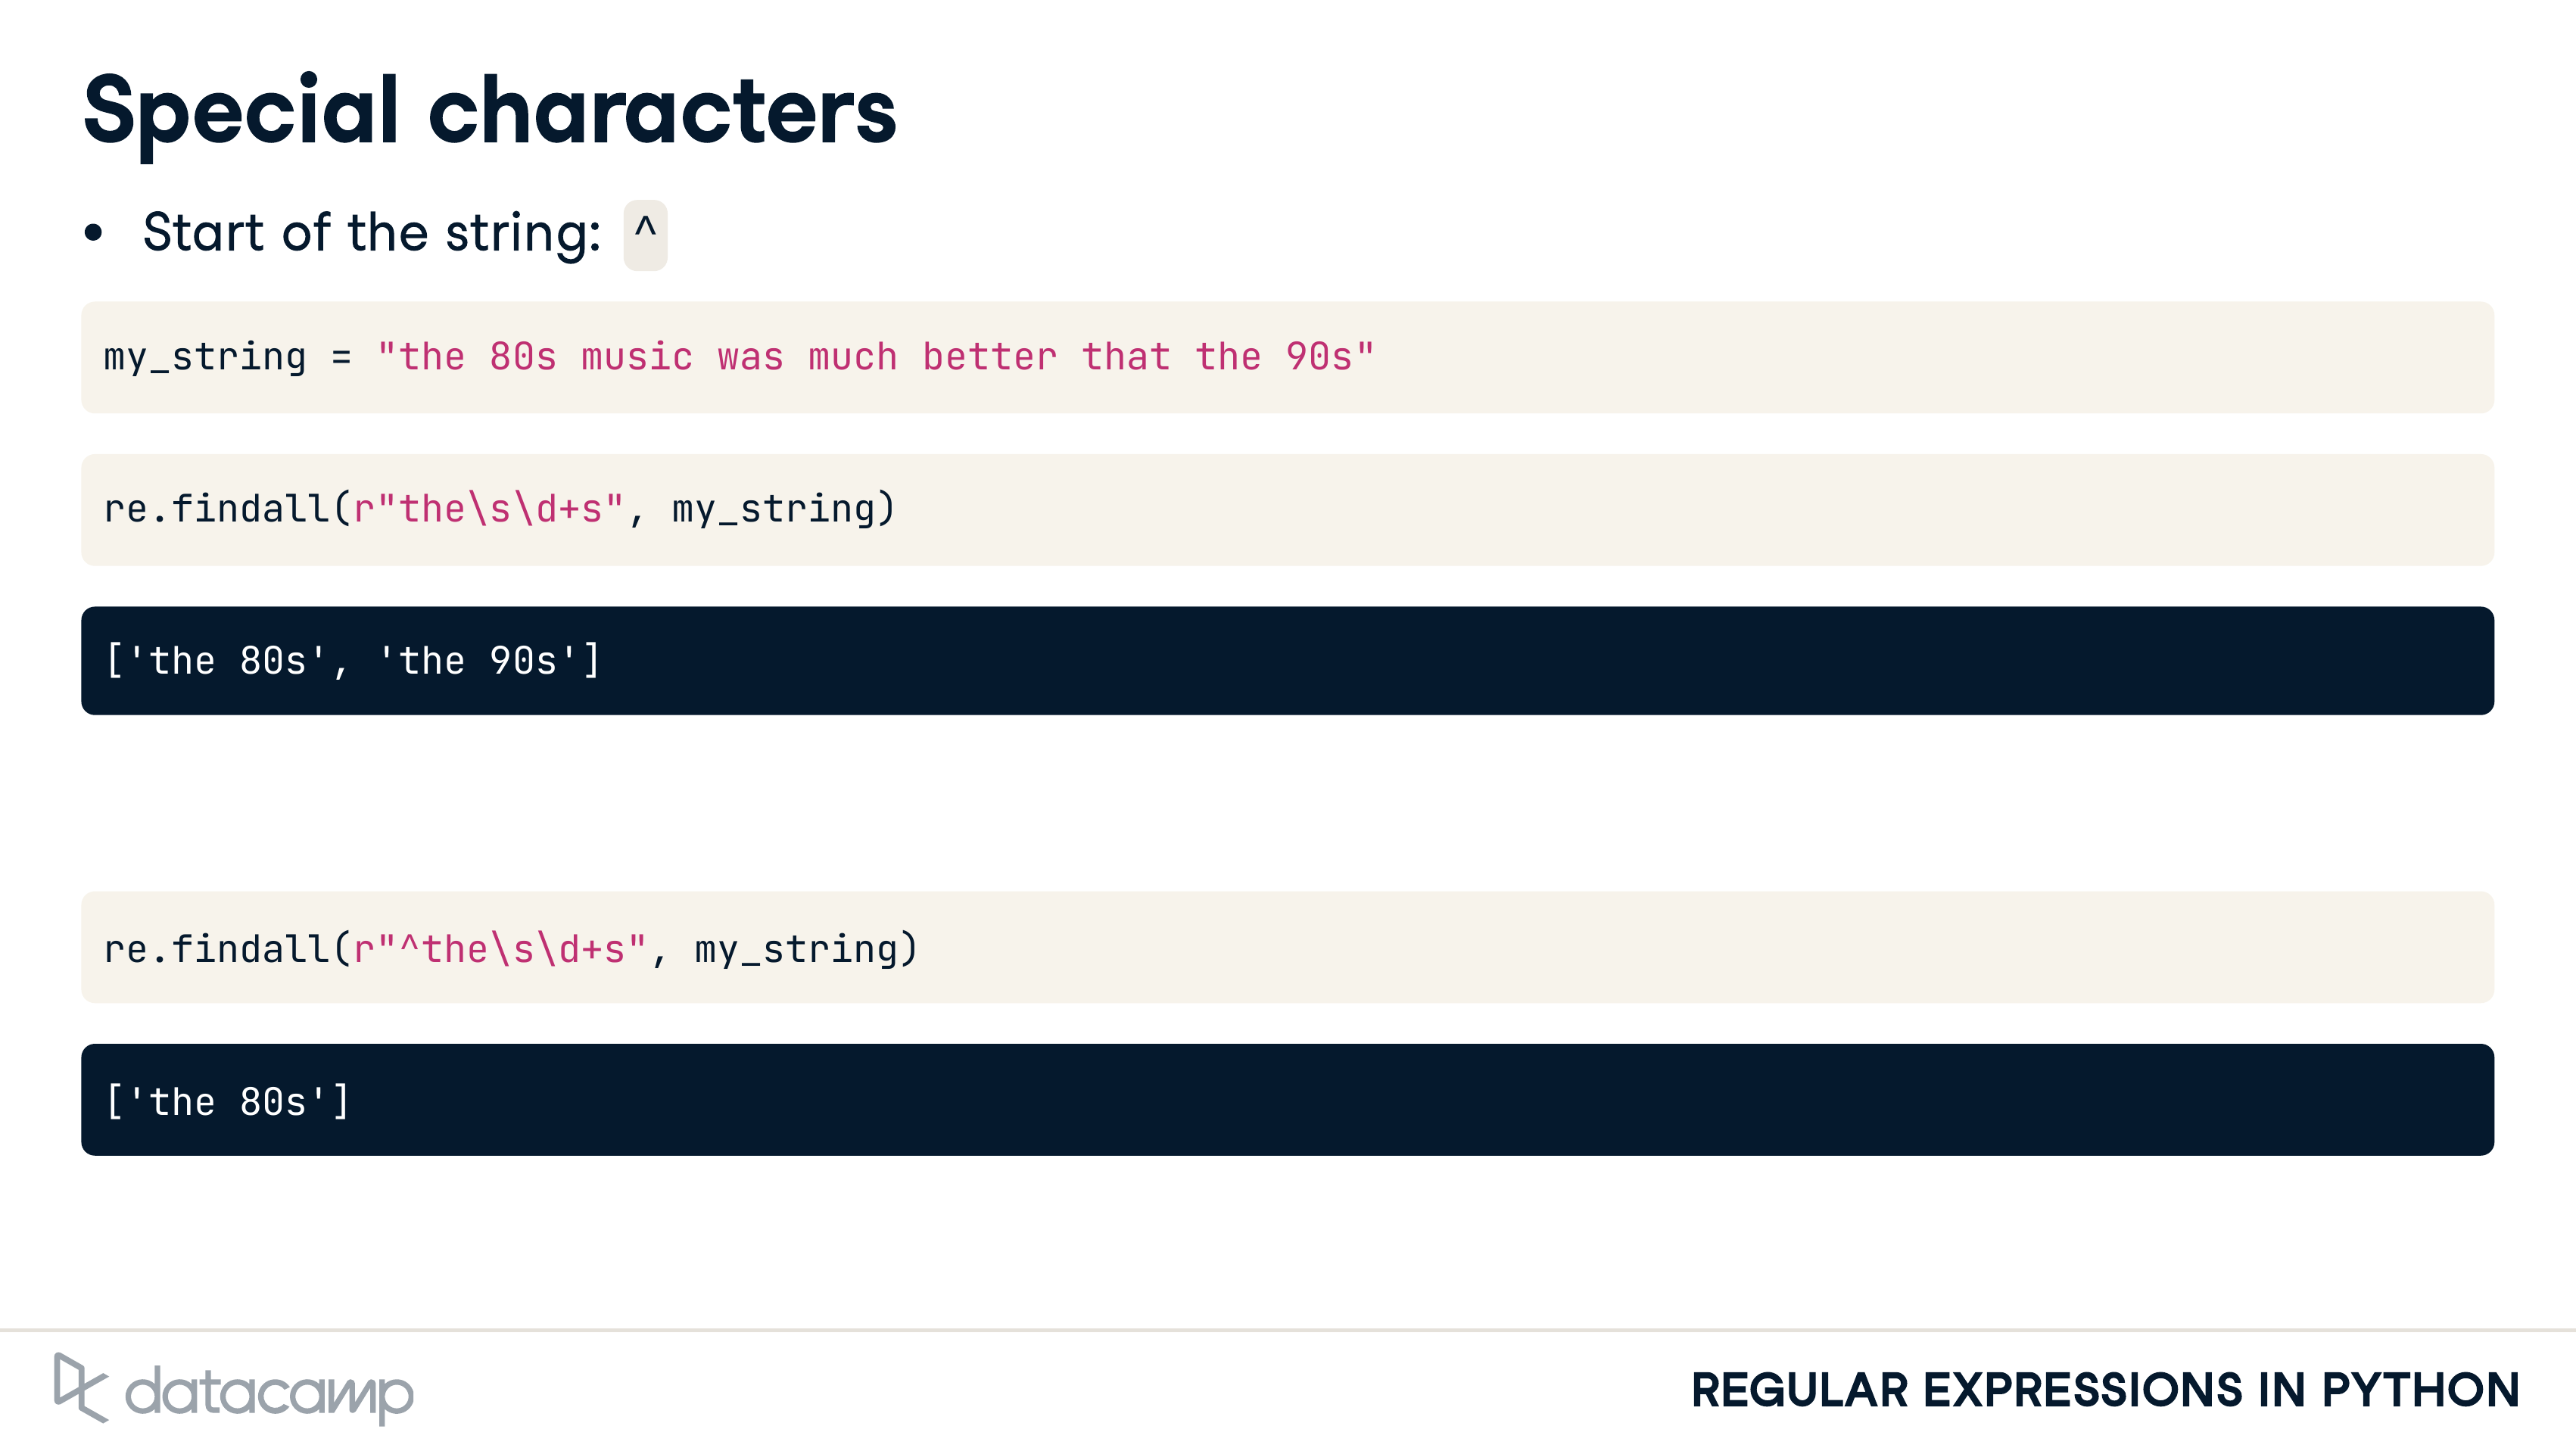 Special characters
• Start of the string: ^
my_string = "the 80s music was much better that the 90s"
re.findall(r"the\s\d+s", my_string)
['the 80s', 'the 90s']
re.findall(r"^the\s\d+s", my_string)
['the 80s']
datacamp
REGULAR EXPRESSIONS IN PYTHON